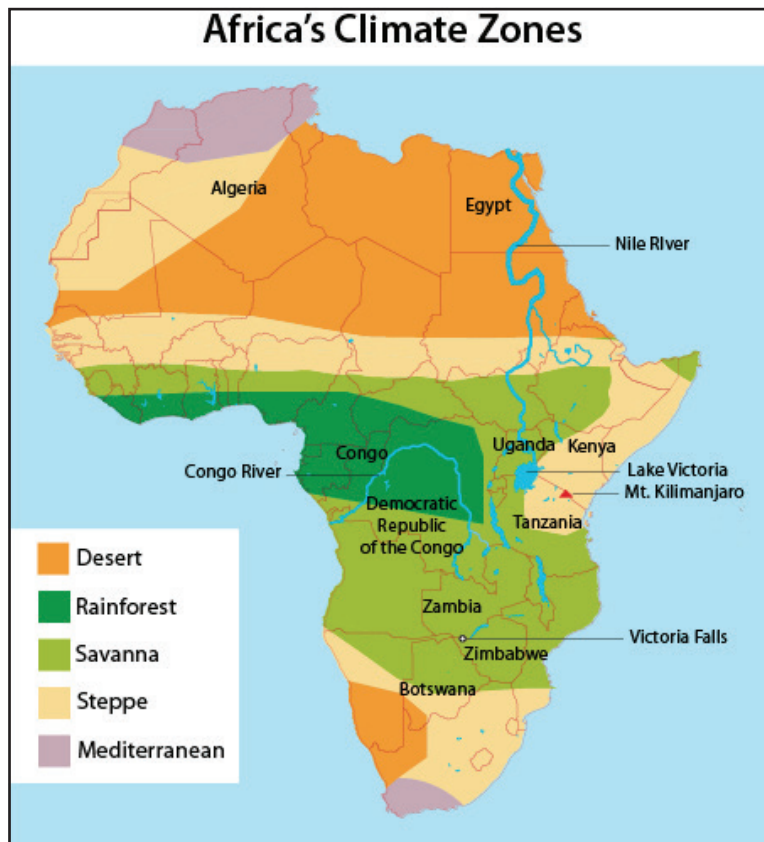 Africa's Climate Zones
Algeria
Egypt
Nile RIver
Uganda
Kenya
Congo
Congo River
Lake Victoria
Mt. Kilimanjaro
Democratic
Republic
of the Congo
Tanzania
Zambia
Victoria Falls
Zimbabwe
Botswana
Desert
Rainforest
Savanna
Steppe
Mediterranean